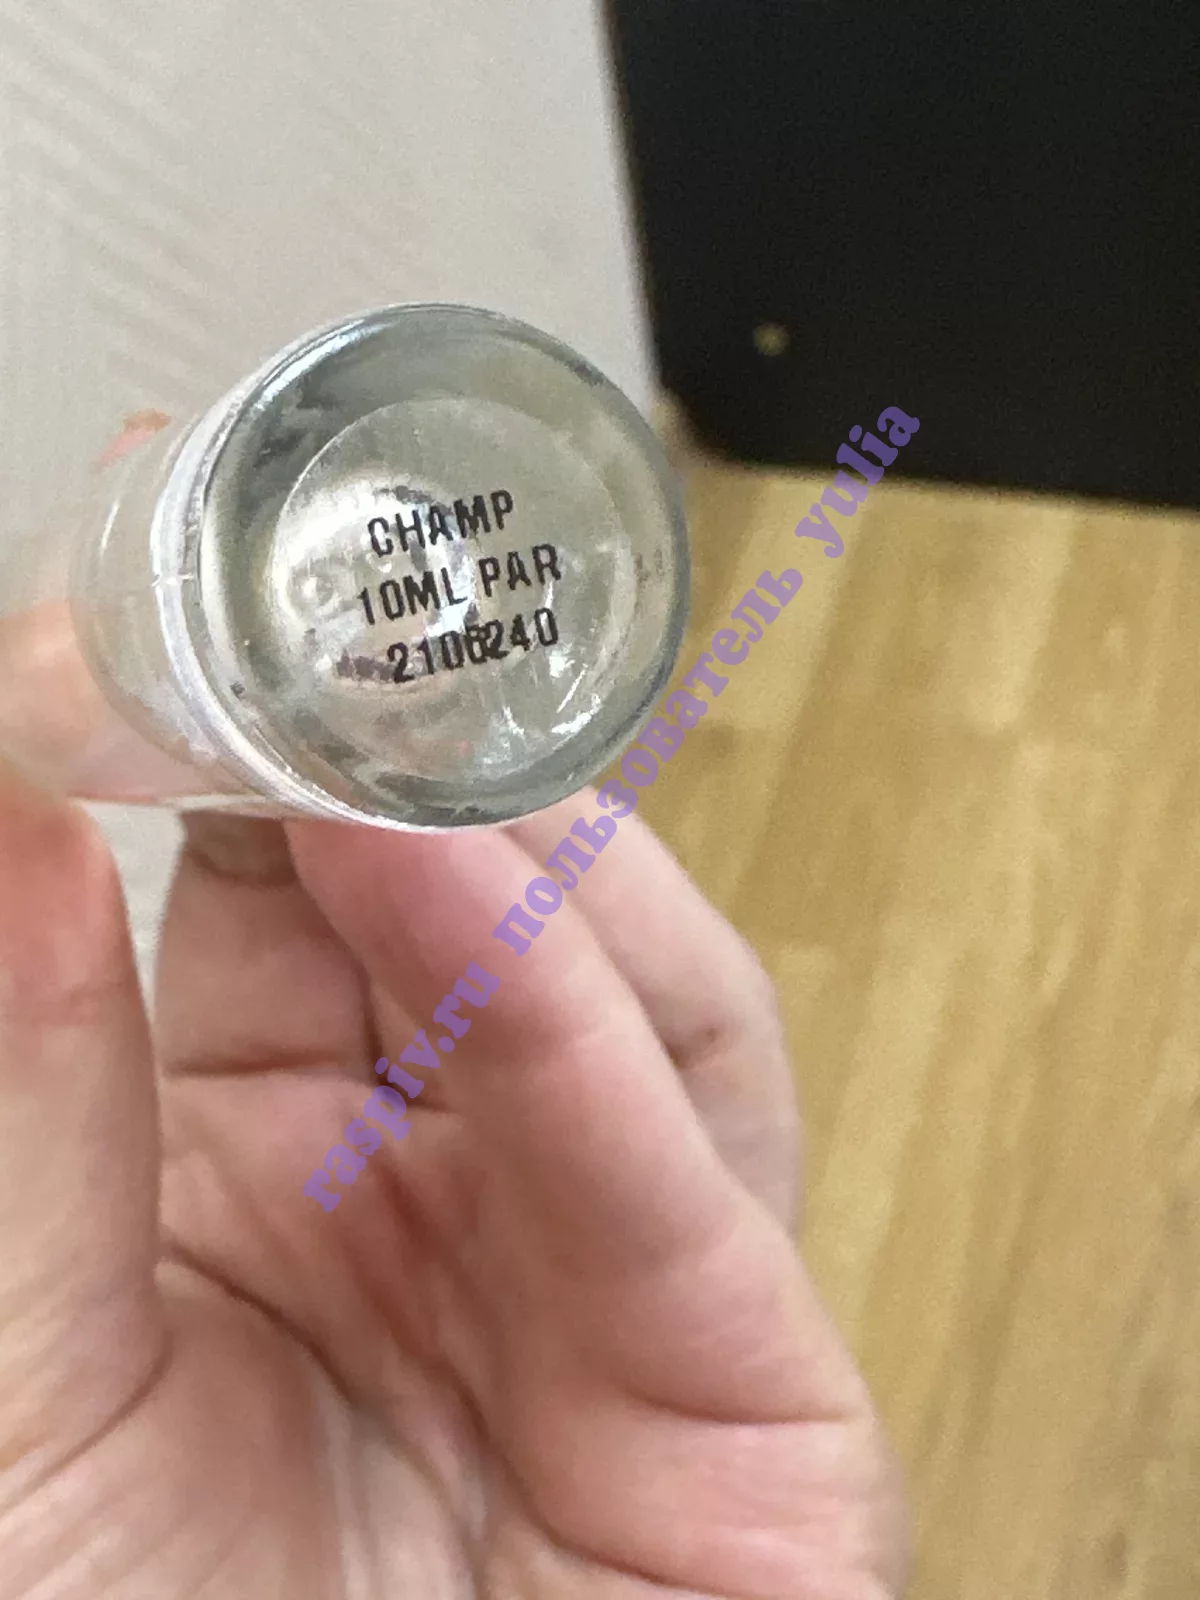 CHAMP
10ML PAR
2106240
raspiv.ru пользователь yulia